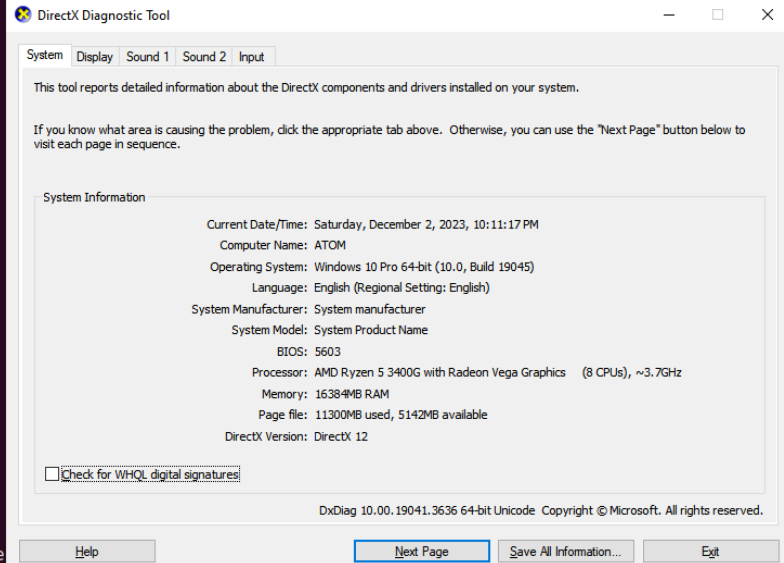 DirectX Diagnostic Tool
System Display Sound 1 Sound 2 Input
This tool reports detailed information about the DirectX components and drivers installed on your system.
If you know what area is causing the problem, click the appropriate tab above. Otherwise, you can use the "Next Page" button below to
visit each page in sequence.
System Information
Current Date/Time: Saturday, December 2, 2023, 10:11:17 PM
Computer Name: ATOM
Operating System: Windows 10 Pro 64-bit (10.0, Build 19045)
Language: English (Regional Setting: English)
System Manufacturer: System manufacturer
System Model: System Product Name
BIOS: 5603
Processor: AMD Ryzen 5 3400G with Radeon Vega Graphics (8 CPUs), ~3.7GHz
Memory: 16384MB RAM
Page file: 11300MB used, 5142MB available
DirectX Version: DirectX 12
Check for WHQL digital signatures
DxDiag 10.00.19041.3636 64-bit Unicode Copyright © Microsoft. All rights reserved.
Help Next Page Save All Information... Exit